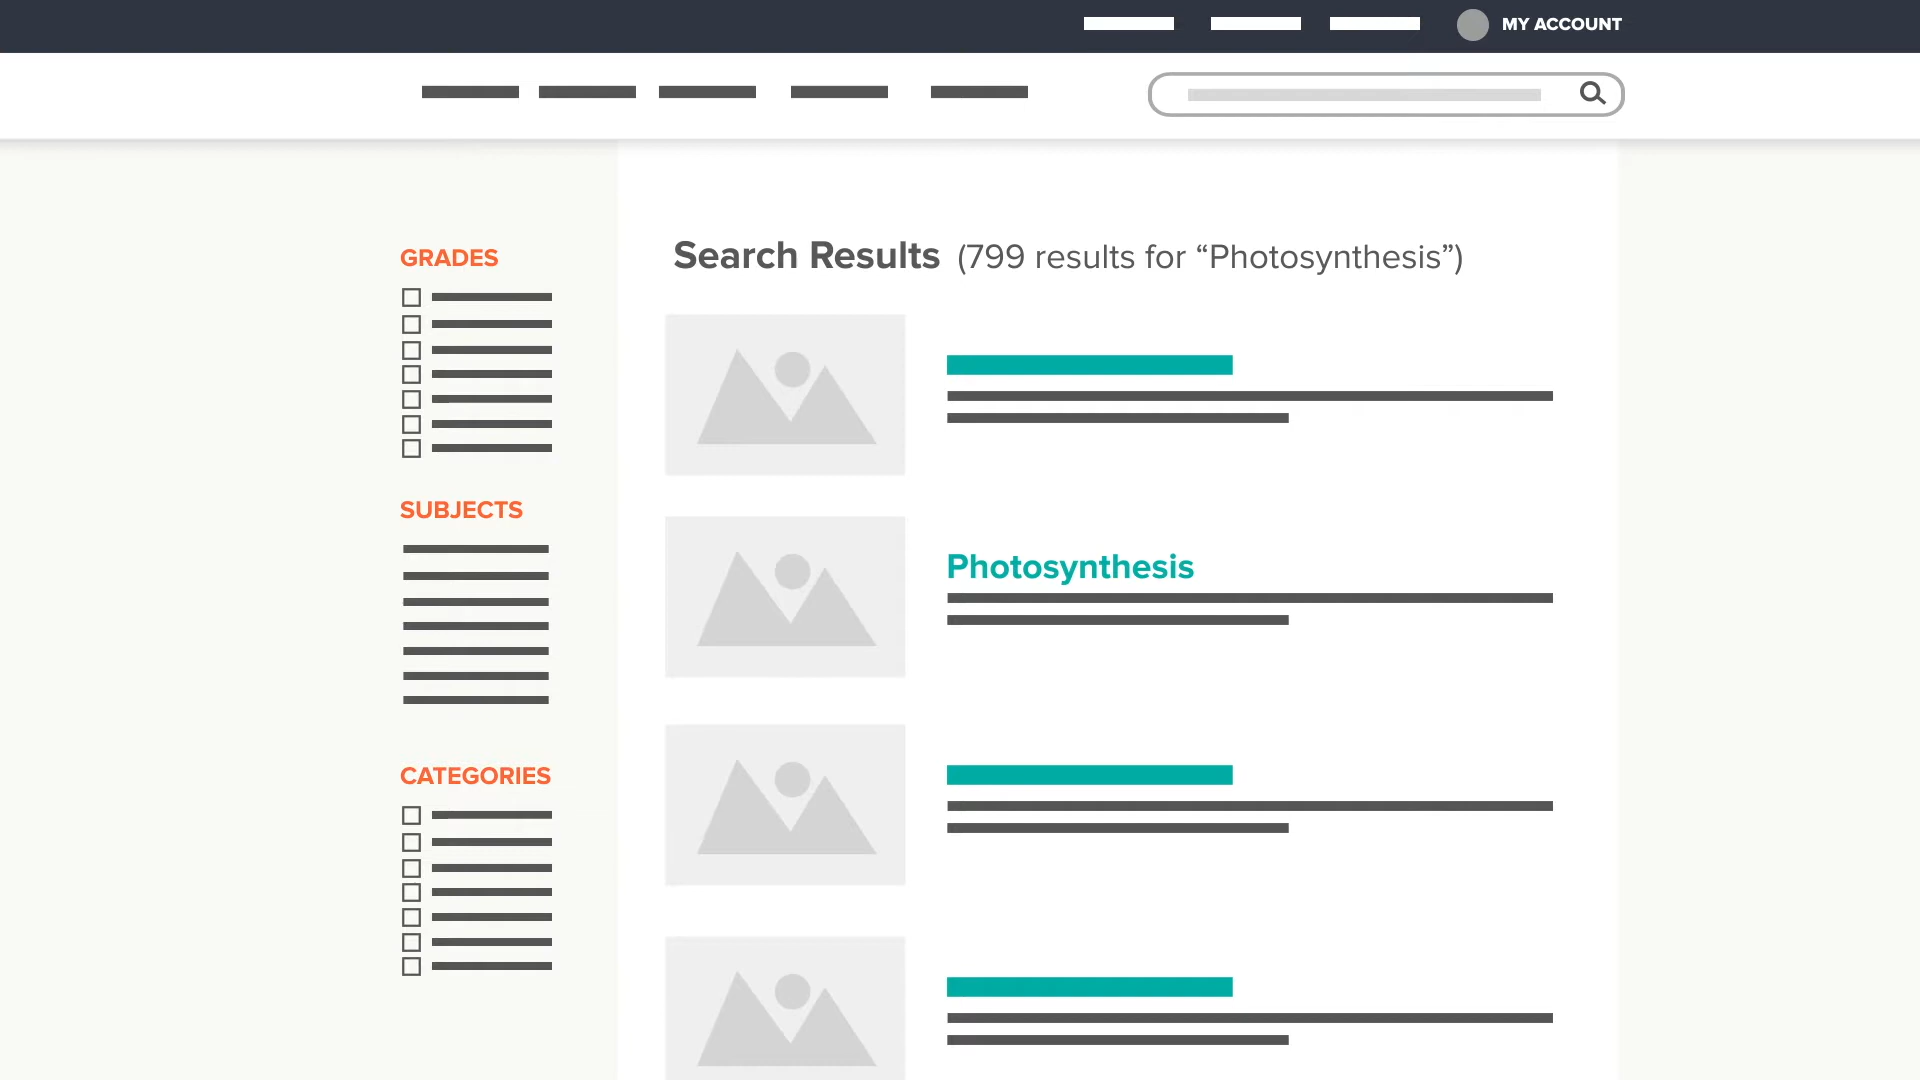 MY ACCOUNT
GRADES
Search Results (799 results for “Photosynthesis”)
SUBJECTS
Photosynthesis
CATEGORIES